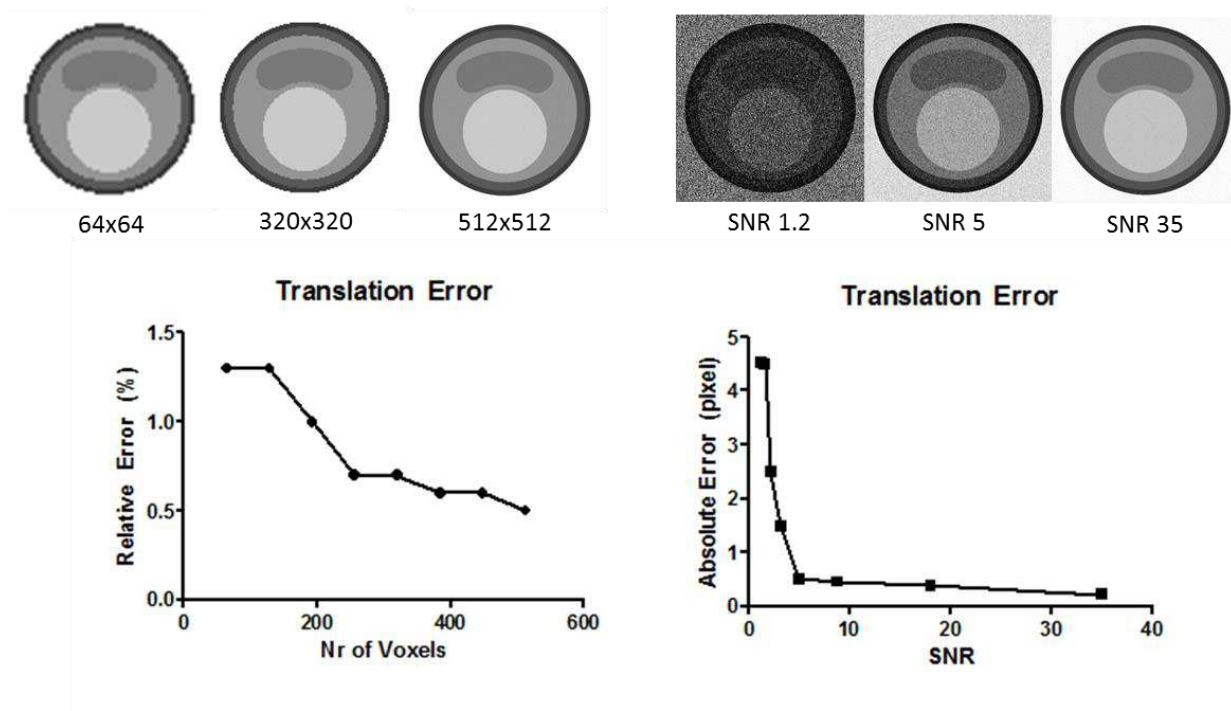 64x64 320x320 512x512
SNR 1.2 SNR 5 SNR 35
Translation Error
1.5
1.0
0.5
0.0
0 200 400 600
Relative Error (%)
Nr of Voxels
Translation Error
5
4
3
2
1
0
0 10 20 30 40
Absolute Error (pixel)
SNR